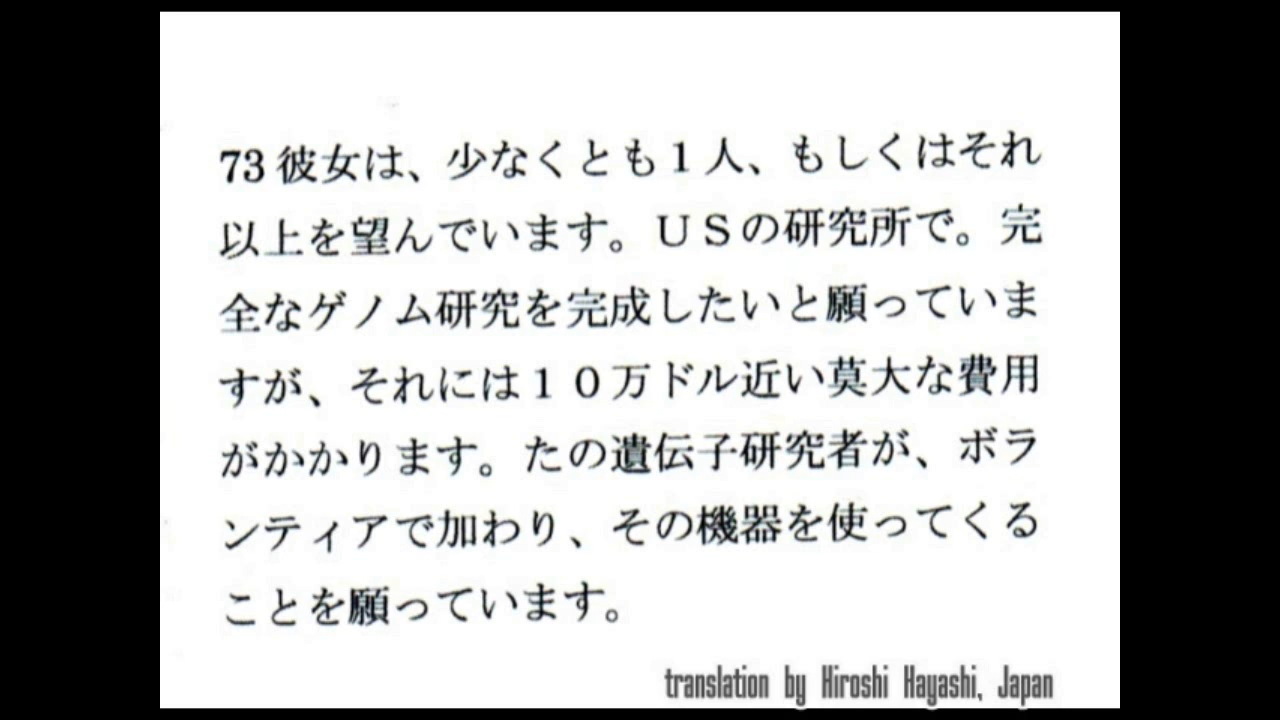 73 彼女は、少なくとも１人、もしくはそれ
以上を望んでいます。ＵＳの研究所で。完
全なゲノム研究を完成したいと願っていま
すが、それには１０万ドル近い莫大な費用
がかかります。たの遺伝子研究者が、ボラ
ンティアで加わり、その機器を使ってくる
ことを願っています。
translation by Hiroshi Hayashi, Japan